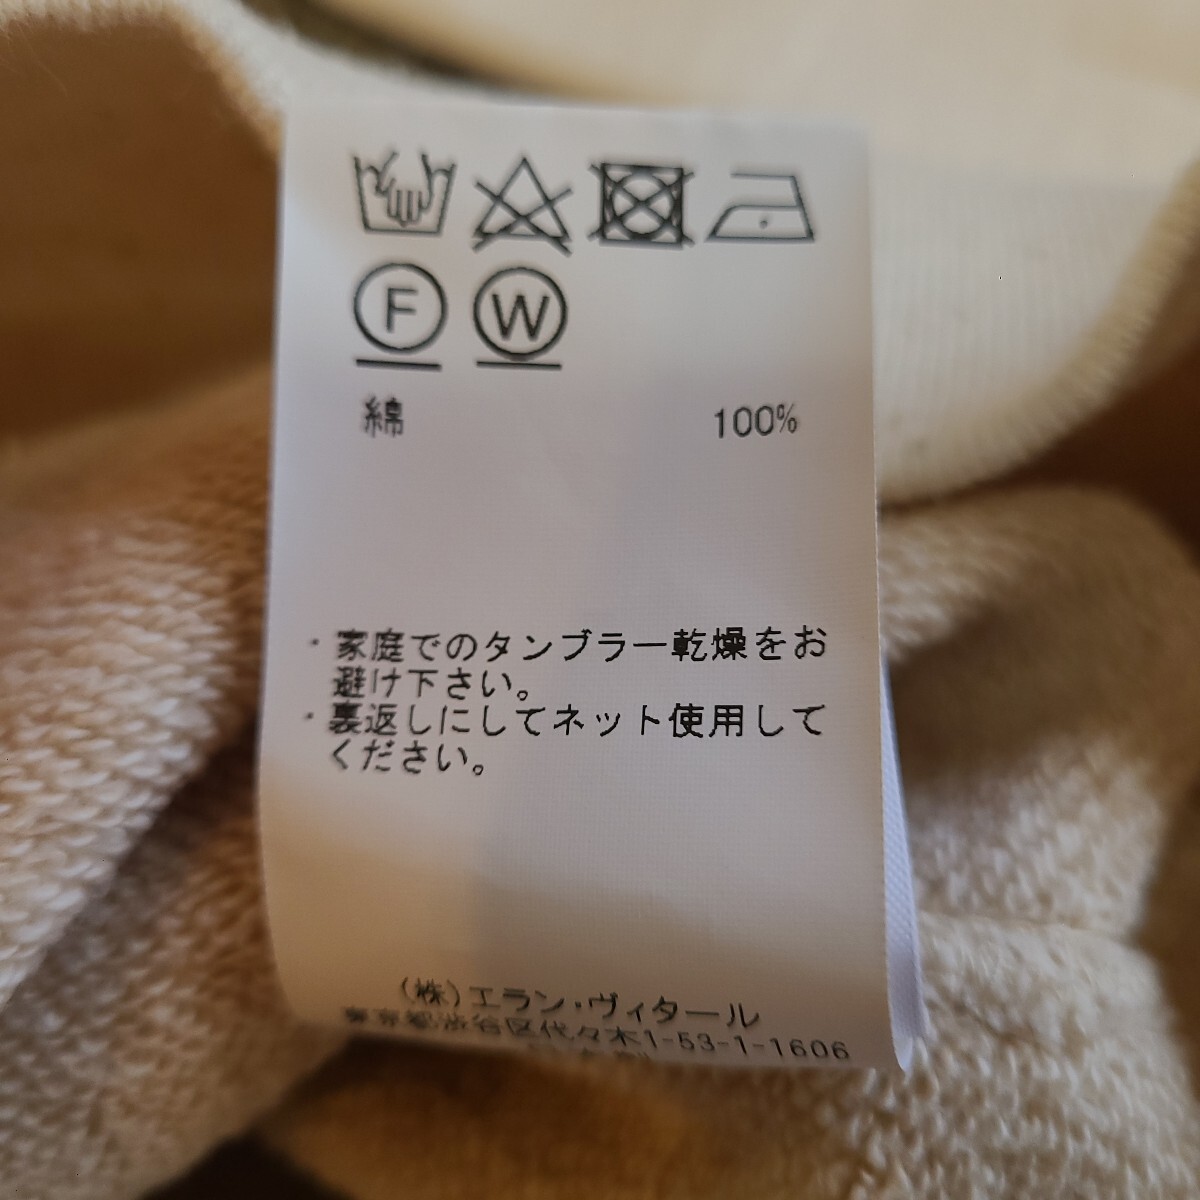 F W
綿 100%
・家庭でのタンブラー乾燥をお
避け下さい。
・裏返しにしてネット使用して
ください。
(株)エラン・ヴィタール
東京都渋谷区代々木1-53-1-1606